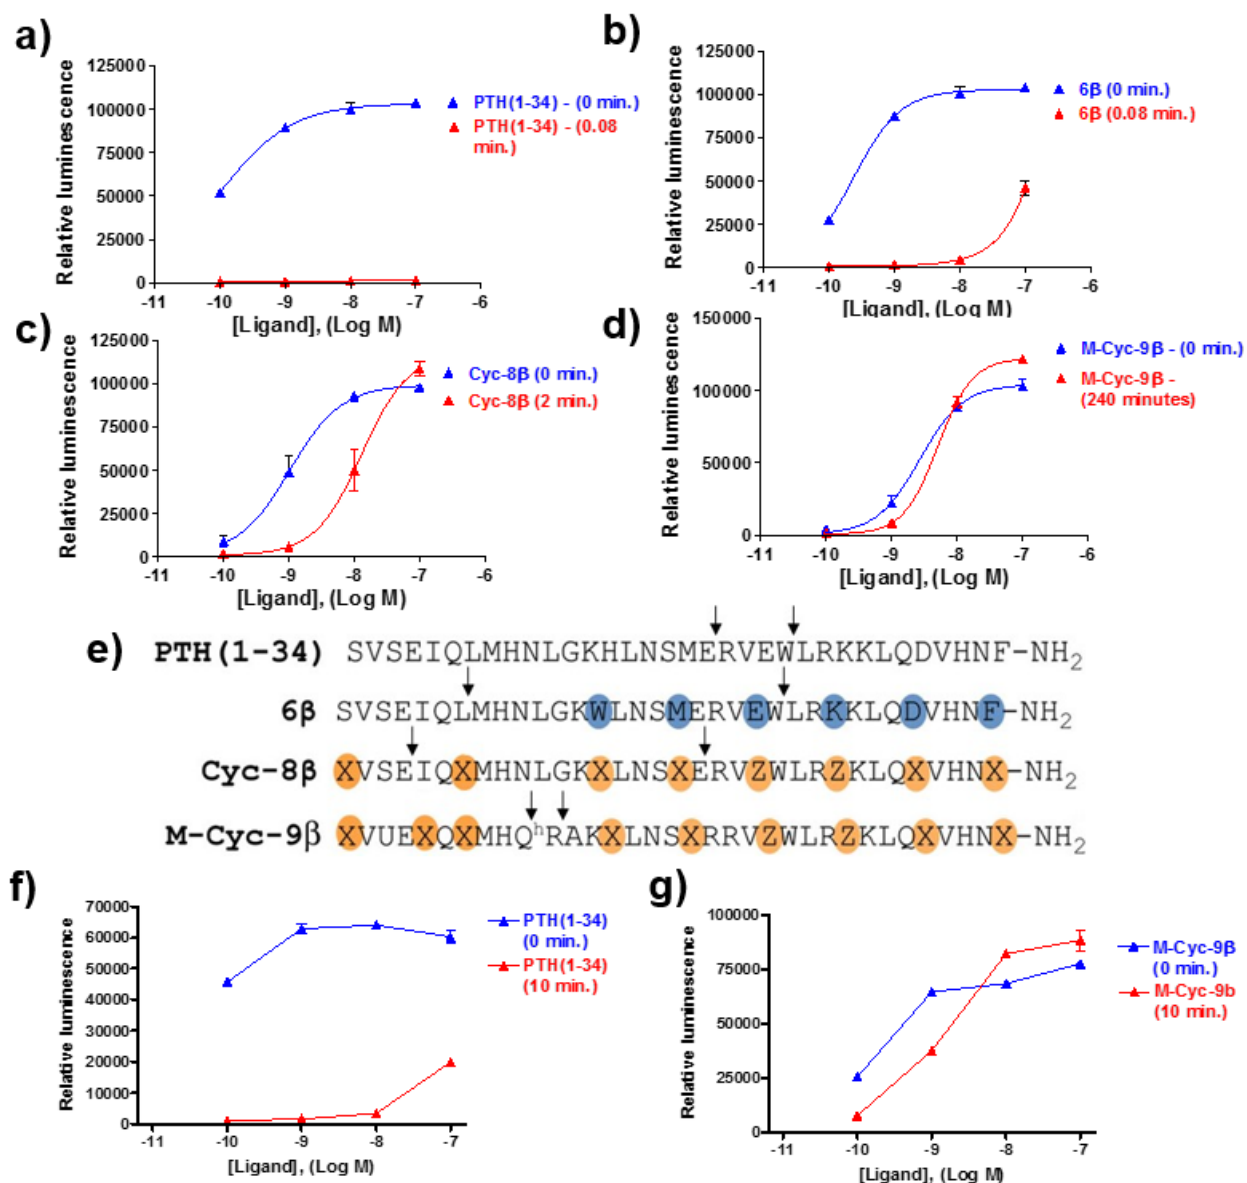 a)
125000
100000
75000
50000
25000
0
-11 -10 -9 -8 -7 -6
Relative luminescence
[Ligand], (Log M)
PTH(1-34) - (0 min.)
PTH(1-34) - (0.08
min.)
b)
125000
100000
75000
50000
25000
0
-11 -10 -9 -8 -7 -6
Relative luminescence
[Ligand], (Log M)
6β (0 min.)
6β (0.08 min.)
c)
125000
100000
75000
50000
25000
0
-11 -10 -9 -8 -7 -6
Relative luminescence
[Ligand], (Log M)
Cyc-8β (0 min.)
Cyc-8β (2 min.)
d)
150000
100000
50000
0
-11 -10 -9 -8 -7 -6
Relative luminescence
[Ligand], (Log M)
M-Cyc-9β - (0 min.)
M-Cyc-9β -
(240 minutes)
e)
PTH(1-34) SVSEIQLMHNLGKHLNSMERVEWLRKKLQDVHNF-NH2
6β SVSEIQLMHNLGKWLNSMERVEWLRKKLQDVHNF-NH2
Cyc-8β XVSEIQXMHNLGKXLNSXERVZWLRZKLQXVHNX-NH2
M-Cyc-9β XVUEXQXMHQhRAKXLNSXRRVZWLRZKLQXVHNX-NH2
f)
70000
60000
50000
40000
30000
20000
10000
0
-11 -10 -9 -8 -7
Relative luminescence
[Ligand], (Log M)
PTH(1-34)
(0 min.)
PTH(1-34)
(10 min.)
g)
100000
75000
50000
25000
0
-11 -10 -9 -8 -7
Relative luminescence
[Ligand], (Log M)
M-Cyc-9β
(0 min.)
M-Cyc-9b
(10 min.)